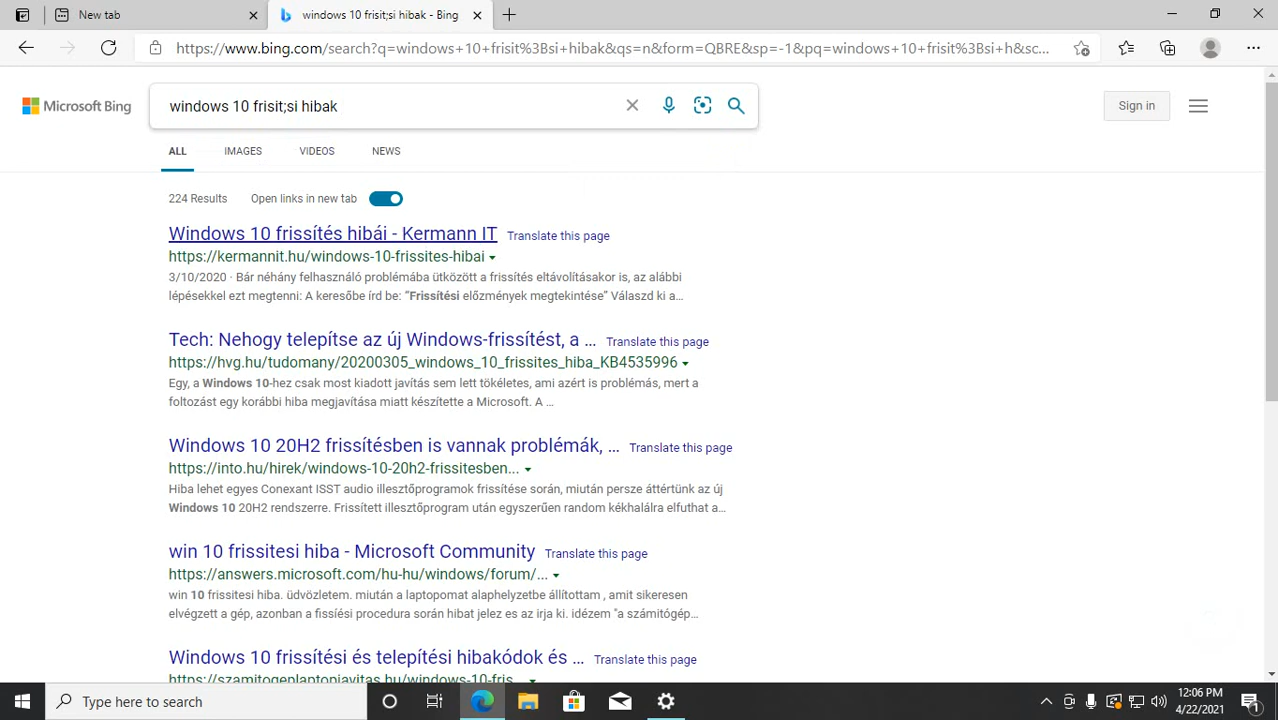 New tab
windows 10 frisit;si hibak - Bing
https://www.bing.com/search?q=windows+10+frisit%3Bsi+hibak&qs=n&form=QBRE&sp=-1&pq=windows+10+frisit%3Bsi+h&sc...
Microsoft Bing
windows 10 frisit;si hibak
Sign in
ALL IMAGES VIDEOS NEWS
224 Results Open links in new tab
Windows 10 frissítés hibái - Kermann IT Translate this page
https://kermannit.hu/windows-10-frissites-hibai
3/10/2020 · Bár néhány felhasználó problémába ütközött a frissítés eltávolításakor is, az alábbi
lépésekkel ezt megtenni: A keresőbe írd be: "Frissítési előzmények megtekintése" Válaszd ki a…
Tech: Nehogy telepítse az új Windows-frissítést, a … Translate this page
https://hvg.hu/tudomany/20200305_windows_10_frissites_hiba_KB4535996
Egy, a Windows 10-hez csak most kiadott javítás sem lett tökéletes, ami azért is problémás, mert a
foltozást egy korábbi hiba megjavítása miatt készítette a Microsoft. A …
Windows 10 20H2 frissítésben is vannak problémák, … Translate this page
https://into.hu/hirek/windows-10-20h2-frissitesben...
Hiba lehet egyes Conexant ISST audio illesztőprogramok frissítése során, miután persze áttértünk az új
Windows 10 20H2 rendszerre. Frissített illesztőprogram után egyszerűen random kékhalálra elfuthat a…
win 10 frissitesi hiba - Microsoft Community Translate this page
https://answers.microsoft.com/hu-hu/windows/forum/...
win 10 frissitesi hiba. üdvözletem. miután a laptopomat alaphelyzetbe állítottam , amit sikeresen
elvégzett a gép, azonban a fissíési procedura során hibat jelez es az irja ki. idézem "a számitógép…
Windows 10 frissítési és telepítési hibakódok és … Translate this page
https://szamitogeplaptopjavitas.hu/windows-10-fris...
Type here to search
12:06 PM
4/22/2021
1